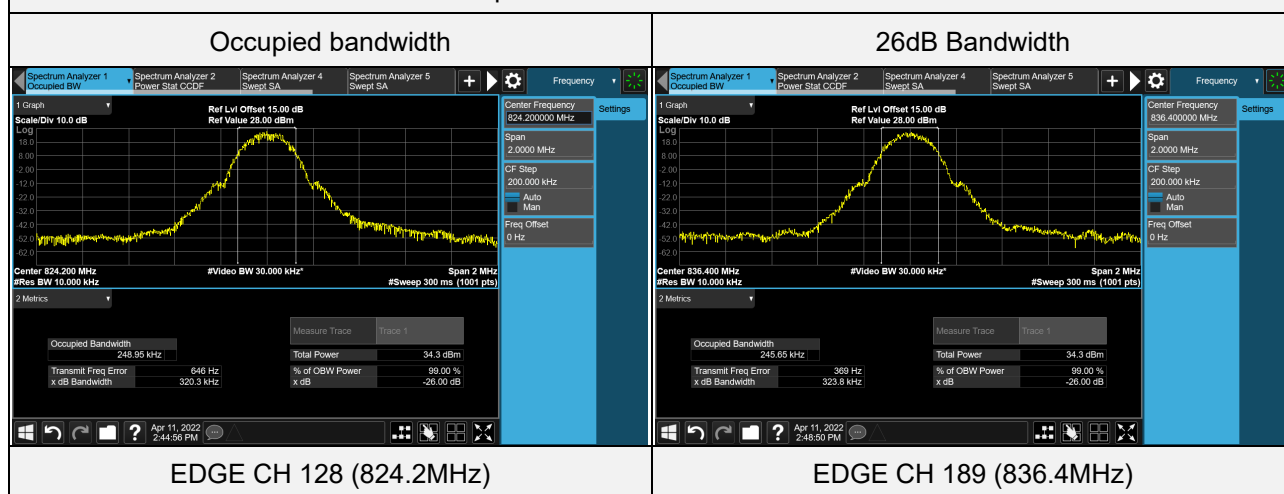 Occupied bandwidth
26dB Bandwidth
Spectrum Analyzer 1
Occupied BW
Spectrum Analyzer 2
Power Stat CCDF
Spectrum Analyzer 4
Swept SA
Spectrum Analyzer 5
Swept SA
Frequency
1 Graph
Scale/Div 10.0 dB
Ref Lvl Offset 15.00 dB
Ref Value 28.00 dBm
Log
18.0
8.00
-2.00
-12.0
-22.0
-32.0
-42.0
-52.0
-62.0
Center 824.200 MHz
#Res BW 10.000 kHz
#Video BW 30.000 kHz*
Span 2 MHz
#Sweep 300 ms (1001 pts)
Center Frequency
824.200000 MHz
Settings
Span
2.0000 MHz
CF Step
200.000 kHz
Auto
Man
Freq Offset
0 Hz
2 Metrics
Measure Trace Trace 1
Occupied Bandwidth
248.95 kHz
Total Power 34.3 dBm
Transmit Freq Error 646 Hz
% of OBW Power 99.00 %
x dB Bandwidth 320.3 kHz
x dB -26.00 dB
?
Apr 11, 2022
2:44:56 PM
Spectrum Analyzer 1
Occupied BW
Spectrum Analyzer 2
Power Stat CCDF
Spectrum Analyzer 4
Swept SA
Spectrum Analyzer 5
Swept SA
Frequency
1 Graph
Scale/Div 10.0 dB
Ref Lvl Offset 15.00 dB
Ref Value 28.00 dBm
Log
18.0
8.00
-2.00
-12.0
-22.0
-32.0
-42.0
-52.0
-62.0
Center 836.400 MHz
#Res BW 10.000 kHz
#Video BW 30.000 kHz*
Span 2 MHz
#Sweep 300 ms (1001 pts)
Center Frequency
836.400000 MHz
Settings
Span
2.0000 MHz
CF Step
200.000 kHz
Auto
Man
Freq Offset
0 Hz
2 Metrics
Measure Trace Trace 1
Occupied Bandwidth
245.65 kHz
Total Power 34.3 dBm
Transmit Freq Error 369 Hz
% of OBW Power 99.00 %
x dB Bandwidth 323.8 kHz
x dB -26.00 dB
?
Apr 11, 2022
2:48:50 PM
EDGE CH 128 (824.2MHz)
EDGE CH 189 (836.4MHz)